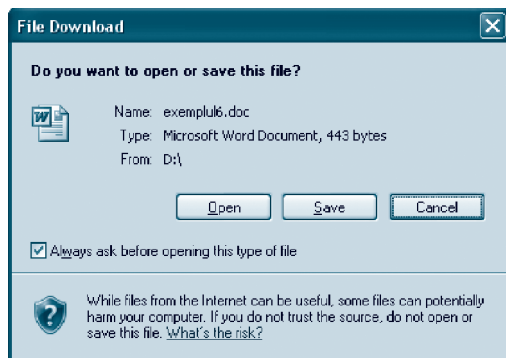 File Download
Do you want to open or save this file?
Name: exemplul6.doc
Type: Microsoft Word Document, 443 bytes
From: D:\
Open Save Cancel
Always ask before opening this type of file
While files from the Internet can be useful, some files can potentially
harm your computer. If you do not trust the source, do not open or
save this file. What's the risk?